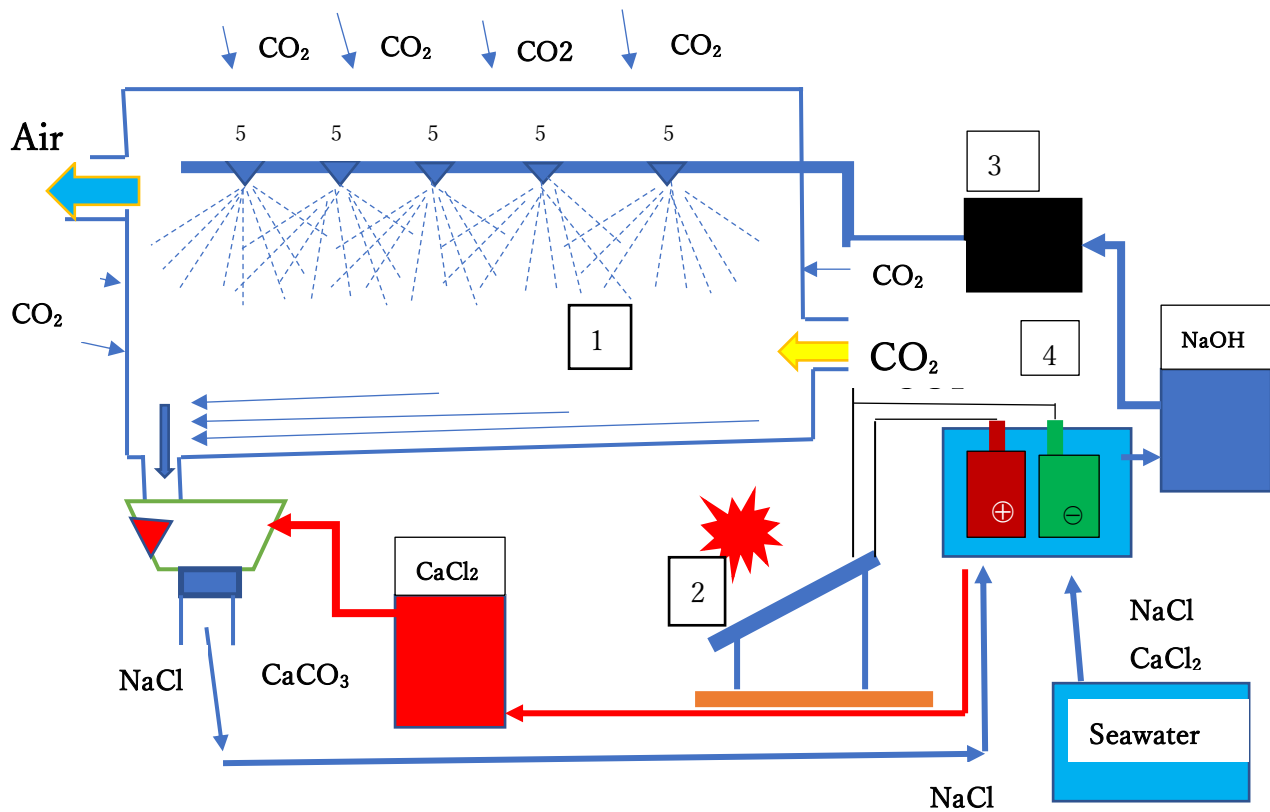 CO₂ CO₂ CO2 CO₂
Air
5 5 5 5 5
3
CO₂
CO₂
1
CO₂
4
NaOH
⊕ ⊖
CaCl₂
2
NaCl
CaCO₃
NaCl
CaCl₂
Seawater
NaCl